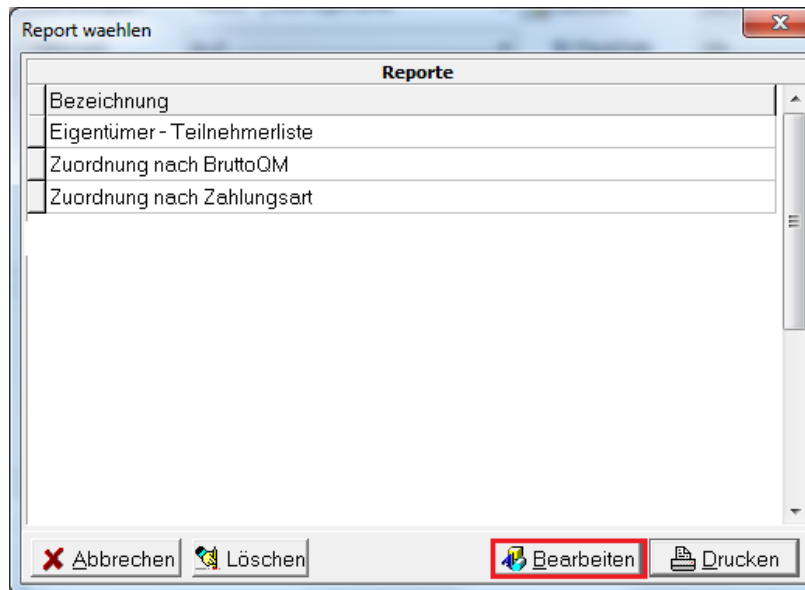 Report waehlen
Reporte
Bezeichnung
Eigentümer - Teilnehmerliste
Zuordnung nach BruttoQM
Zuordnung nach Zahlungsart
Abbrechen Löschen Bearbeiten Drucken